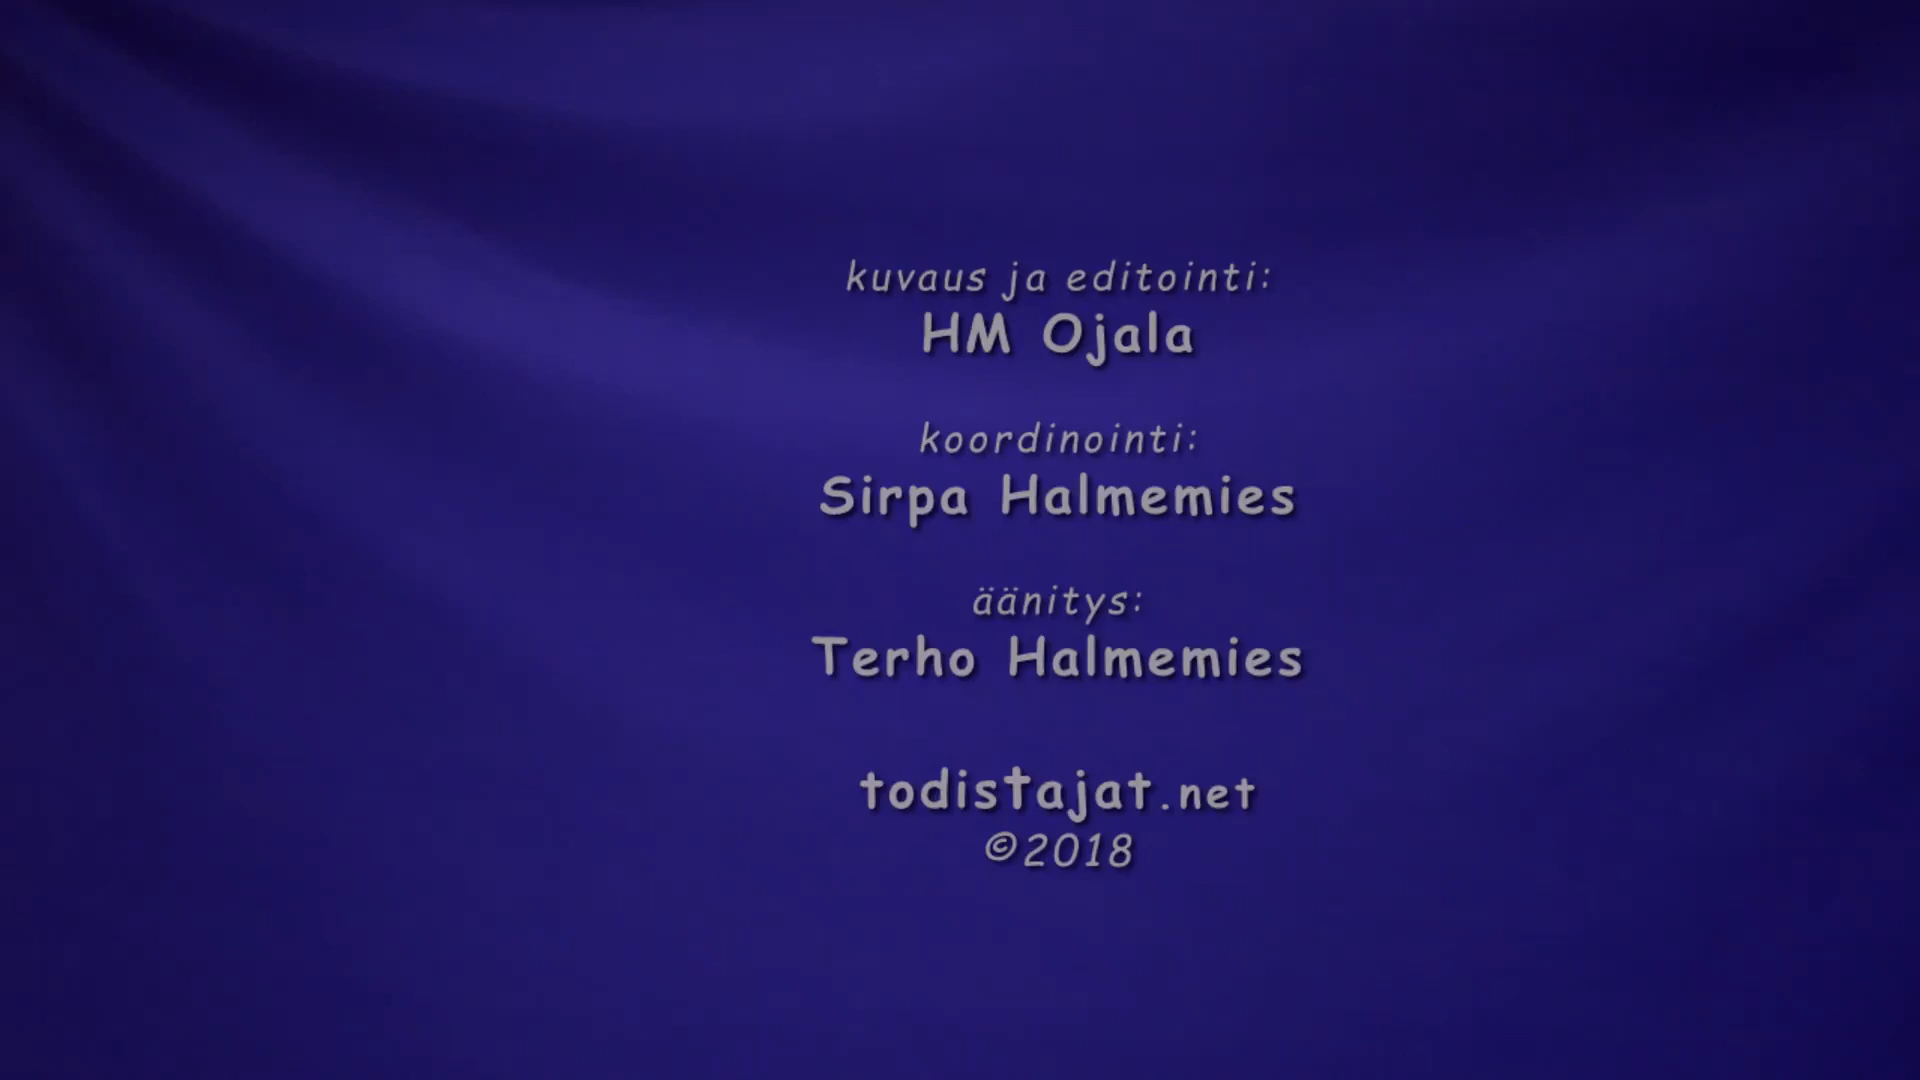 kuvaus ja editointi:
HM Ojala
koordinointi:
Sirpa Halmemies
äänitys:
Terho Halmemies
todistajat.net
©2018